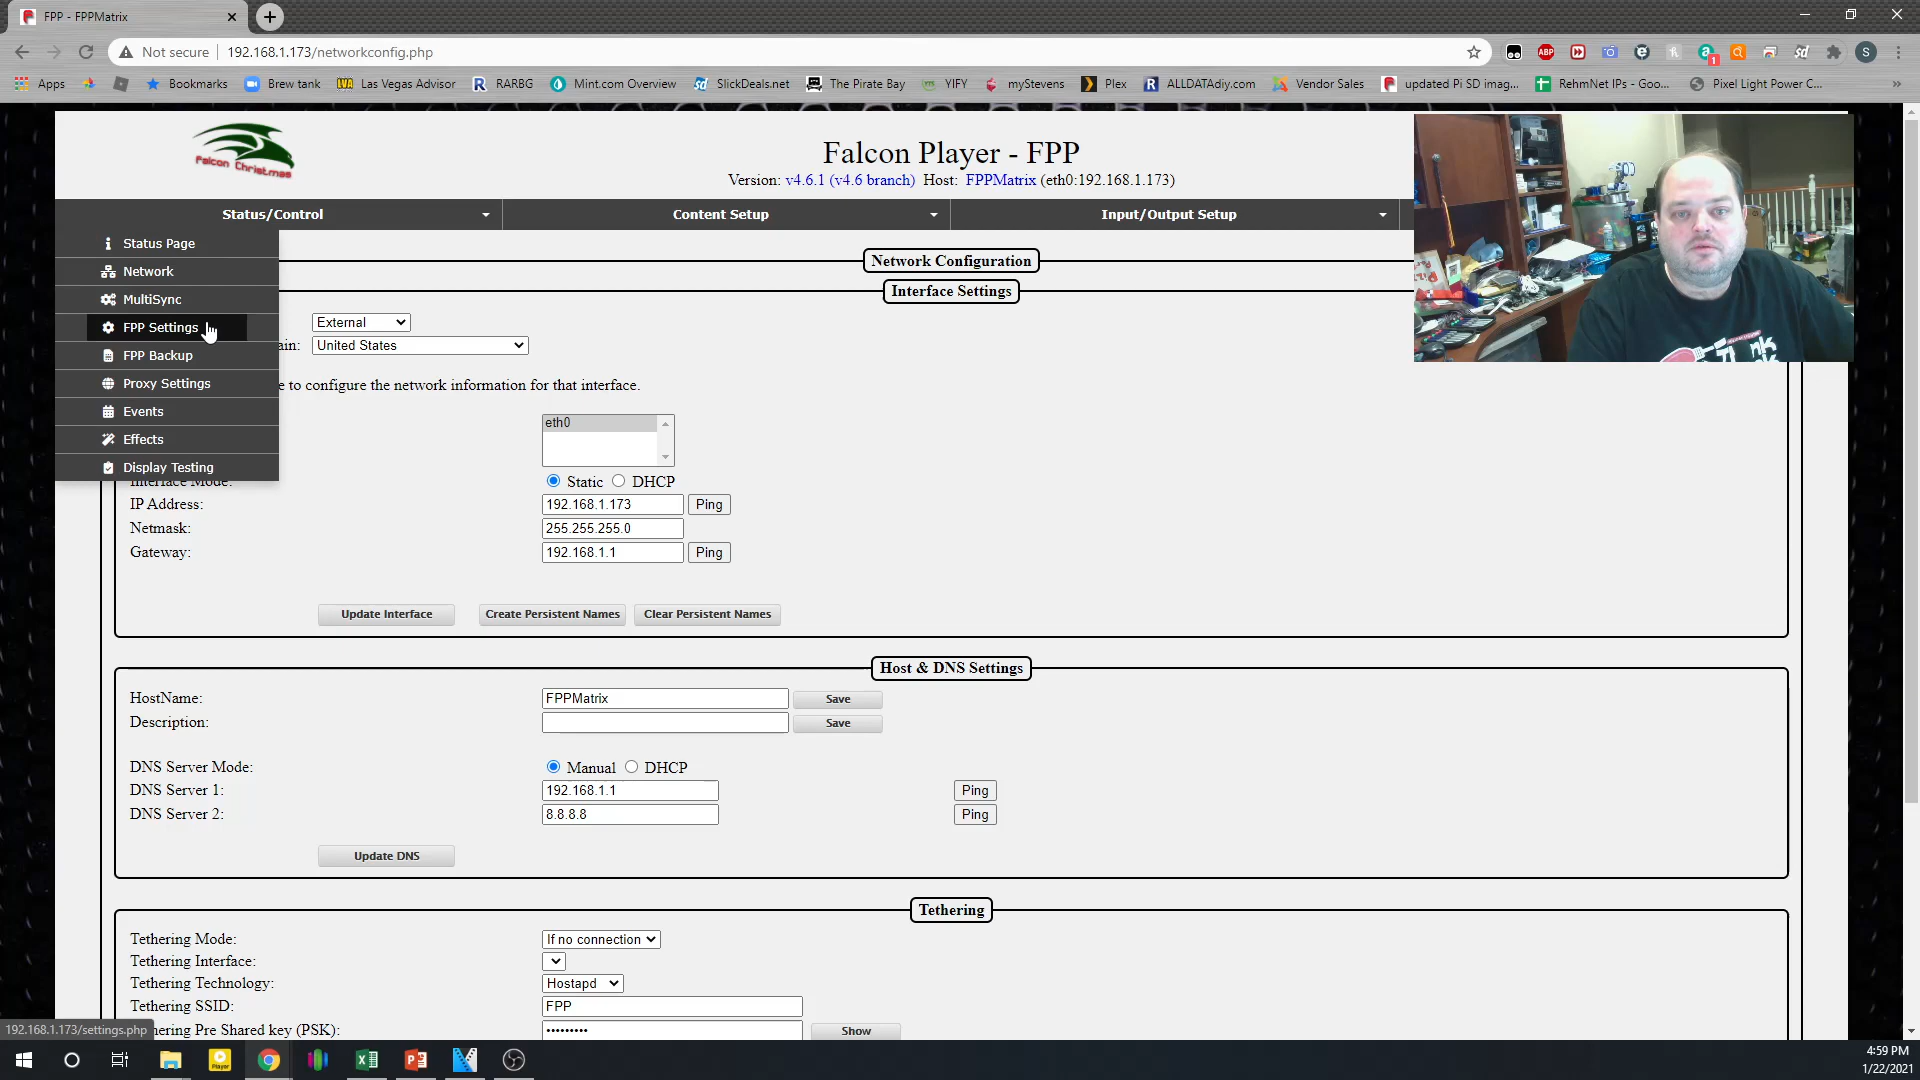 FPP - FPPMatrix
Not secure 192.168.1.173/networkconfig.php
ABP
S
Apps Bookmarks Brew tank Las Vegas Advisor RARBG Mint.com Overview SlickDeals.net The Pirate Bay YIFY myStevens Plex ALLDATAdiy.com Vendor Sales updated Pi SD imag... RehmNet IPs - Goo... Pixel Light Power C... »
Falcon Christmas
Falcon Player - FPP
Version: v4.6.1 (v4.6 branch) Host: FPPMatrix (eth0:192.168.1.173)
Status/Control Content Setup Input/Output Setup
Status Page
Network
MultiSync
FPP Settings
FPP Backup
Proxy Settings
Events
Effects
Display Testing
Network Configuration
Interface Settings
External
ain: United States
e to configure the network information for that interface.
eth0
Interface Mode: Static DHCP
IP Address: 192.168.1.173 Ping
Netmask: 255.255.255.0
Gateway: 192.168.1.1 Ping
Update Interface Create Persistent Names Clear Persistent Names
Host & DNS Settings
HostName: FPPMatrix Save
Description: Save
DNS Server Mode: Manual DHCP
DNS Server 1: 192.168.1.1 Ping
DNS Server 2: 8.8.8.8 Ping
Update DNS
Tethering
Tethering Mode: If no connection
Tethering Interface:
Tethering Technology: Hostapd
Tethering SSID: FPP
hering Pre Shared key (PSK): ••••••••• Show
192.168.1.173/settings.php
4:59 PM
1/22/2021